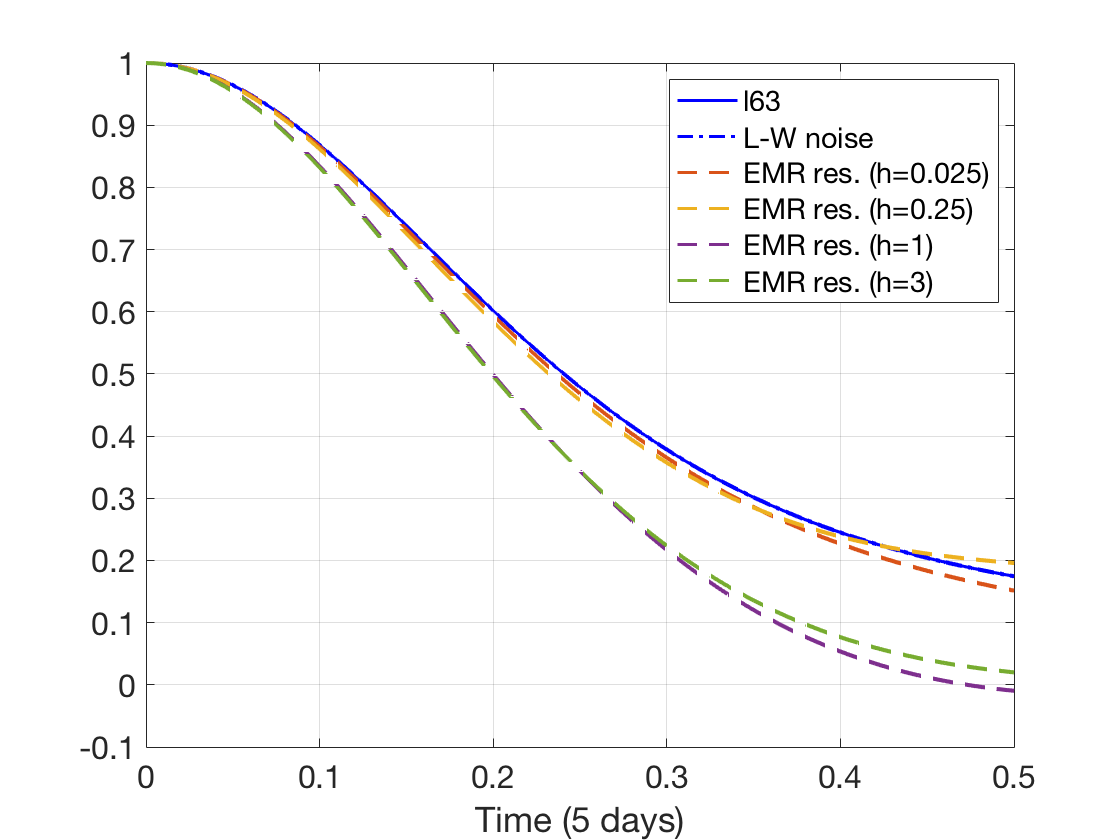 1
0.9
0.8
0.7
0.6
0.5
0.4
0.3
0.2
0.1
0
-0.1
l63
L-W noise
EMR res. (h=0.025)
EMR res. (h=0.25)
EMR res. (h=1)
EMR res. (h=3)
0 0.1 0.2 0.3 0.4 0.5
Time (5 days)